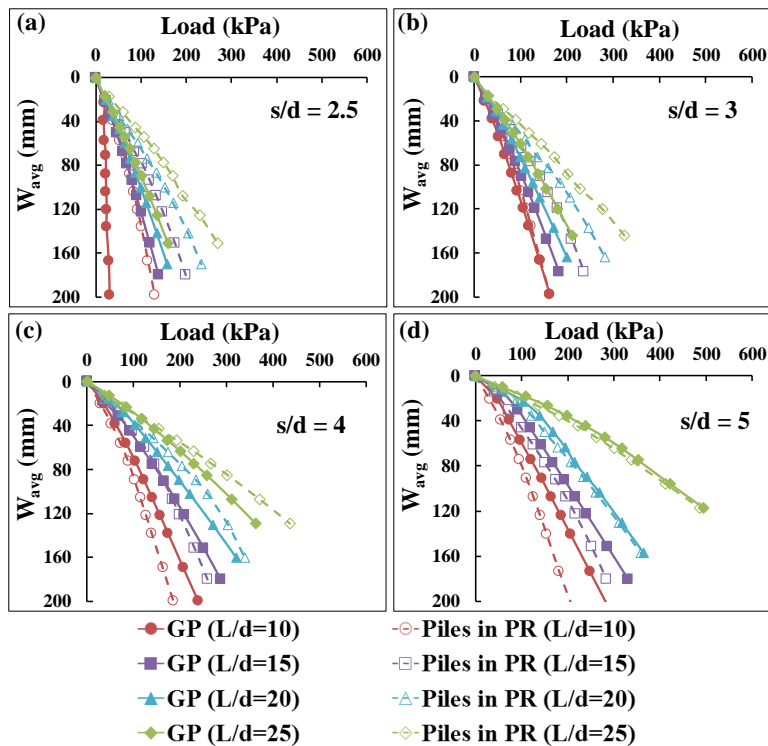 (a) Load (kPa)
0 100 200 300 400 500 600
0
40
80
120
160
200
W_avg (mm)
s/d = 2.5
(b) Load (kPa)
0 100 200 300 400 500 600
0
40
80
120
160
200
W_avg (mm)
s/d = 3
(c) Load (kPa)
0 100 200 300 400 500 600
0
40
80
120
160
200
W_avg (mm)
s/d = 4
(d) Load (kPa)
0 100 200 300 400 500 600
0
40
80
120
160
200
W_avg (mm)
s/d = 5
GP (L/d=10)
Piles in PR (L/d=10)
GP (L/d=15)
Piles in PR (L/d=15)
GP (L/d=20)
Piles in PR (L/d=20)
GP (L/d=25)
Piles in PR (L/d=25)